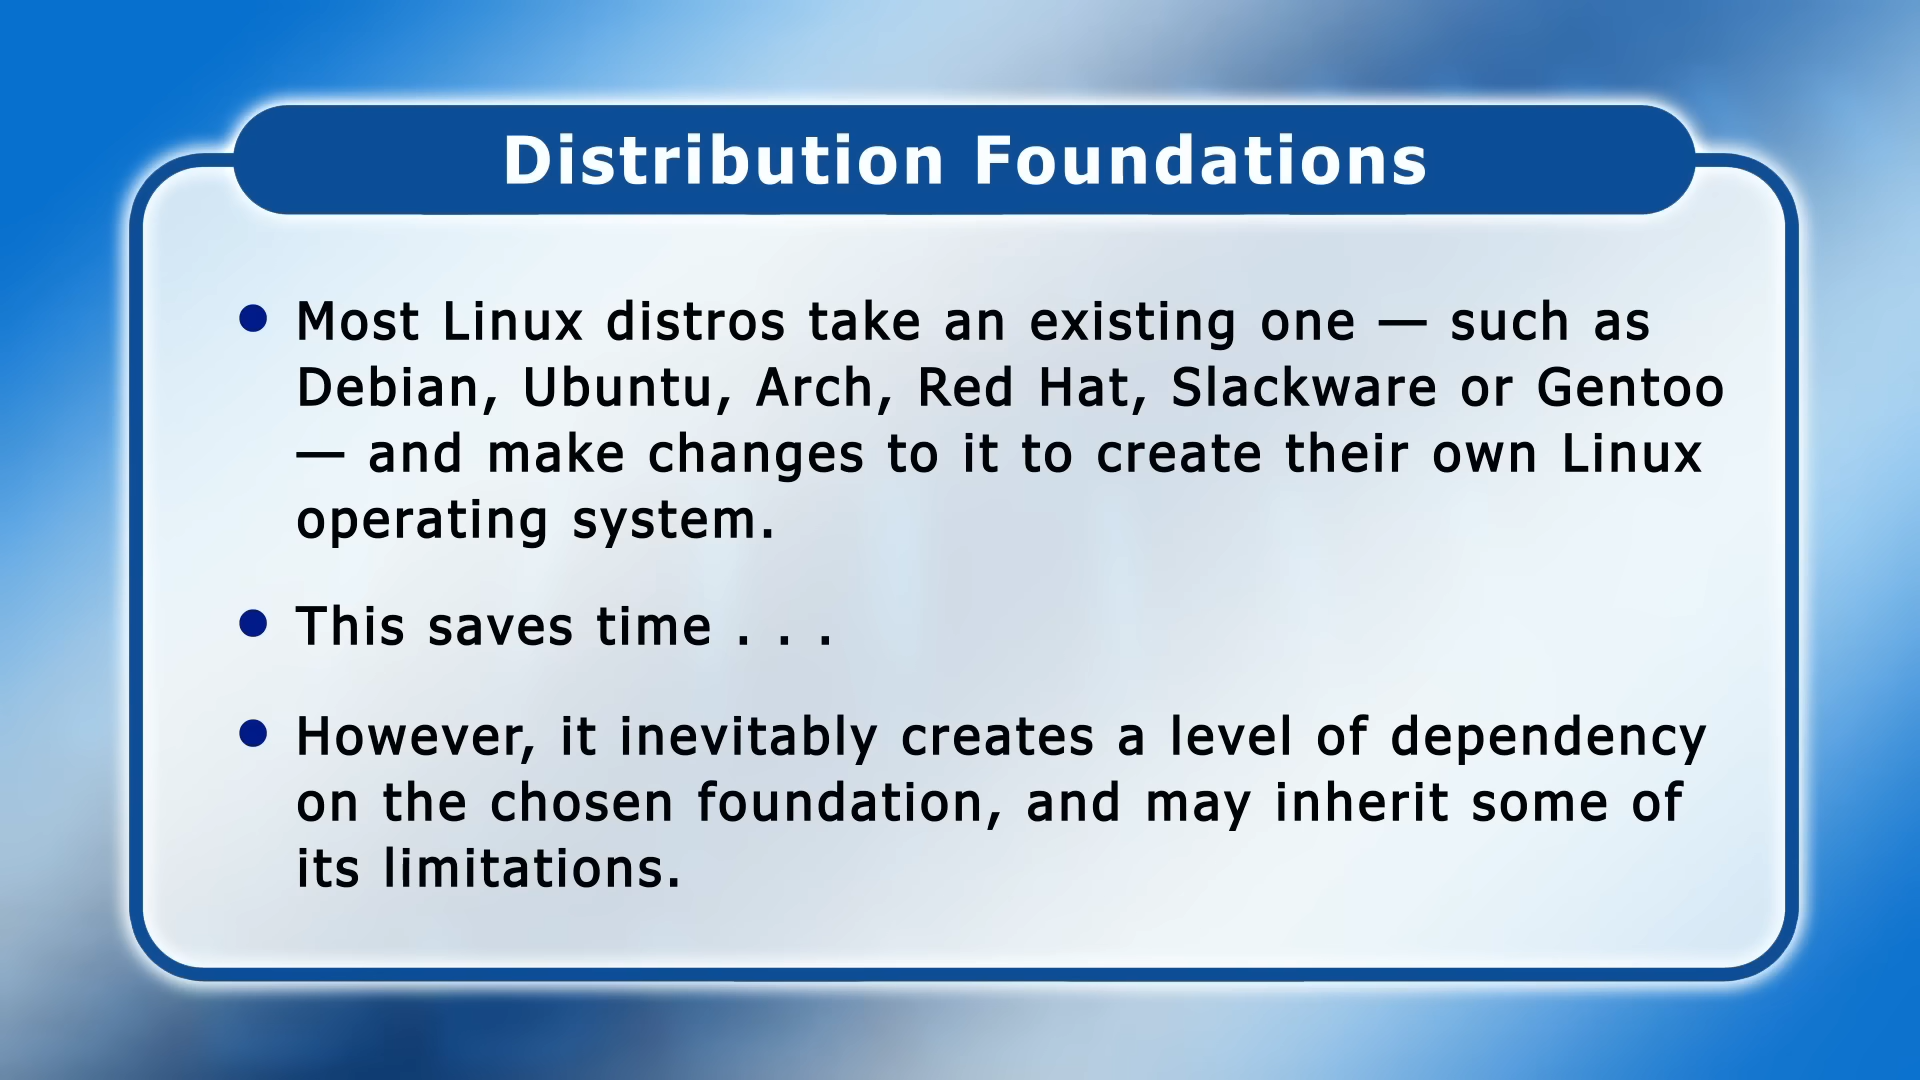 Distribution Foundations
● Most Linux distros take an existing one — such as
Debian, Ubuntu, Arch, Red Hat, Slackware or Gentoo
— and make changes to it to create their own Linux
operating system.
● This saves time . . .
● However, it inevitably creates a level of dependency
on the chosen foundation, and may inherit some of
its limitations.